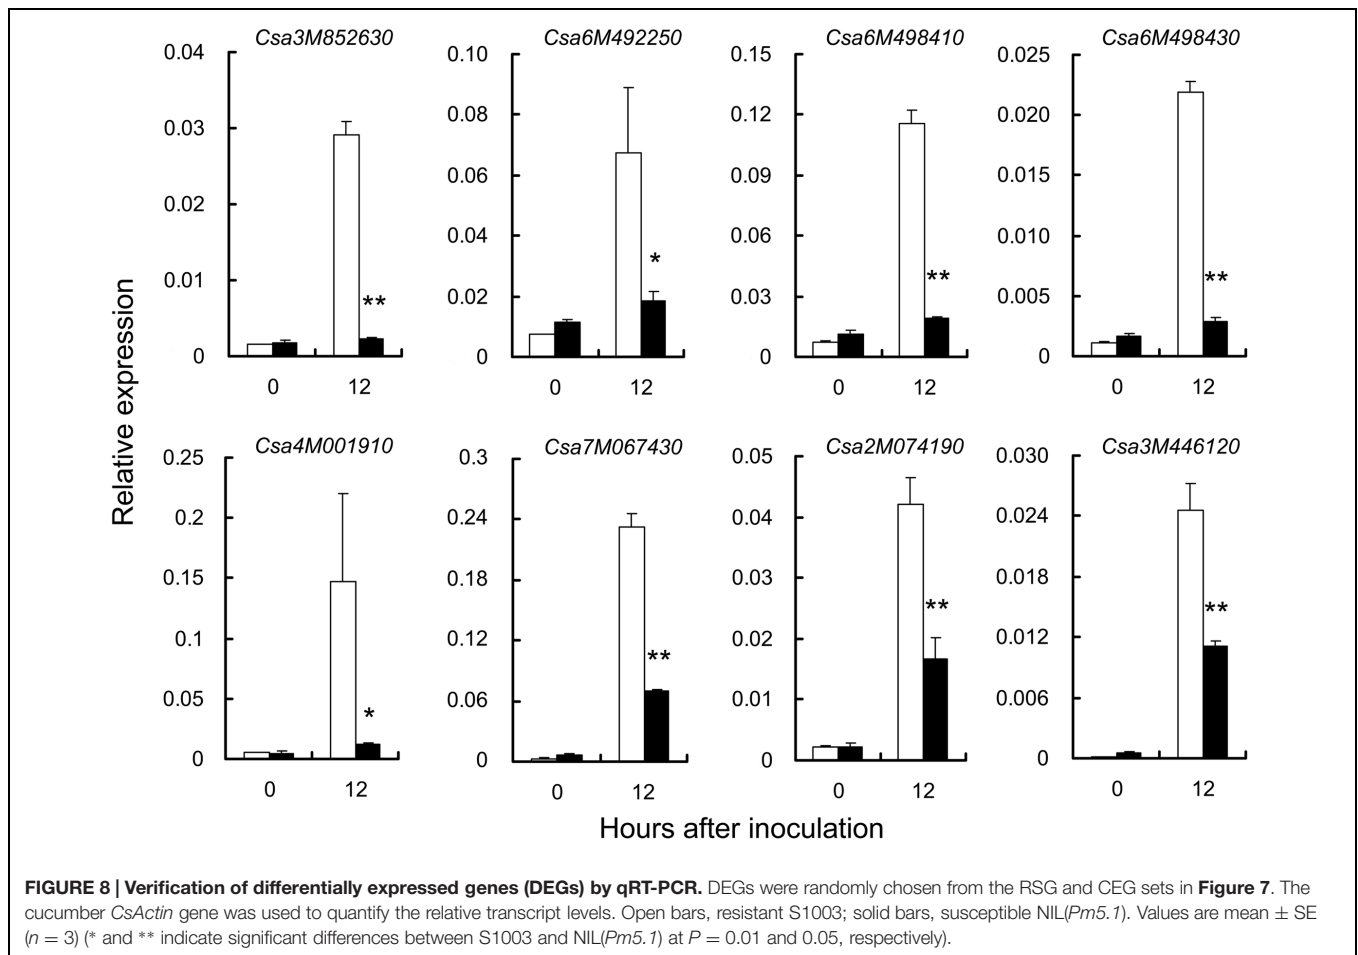 Csa3M852630 Csa6M492250 Csa6M498410 Csa6M498430
0.04 0.10 0.15 0.025
0.03 0.08 0.12 0.020
0.02 0.06 0.09 0.015
0.01 0.04 0.06 0.010
0 0.02 0.03 0.005
0 0 0
** * ** **
0 12 0 12 0 12 0 12
Relative expression
Csa4M001910 Csa7M067430 Csa2M074190 Csa3M446120
0.25 0.3 0.05 0.030
0.2 0.24 0.04 0.024
0.15 0.18 0.03 0.018
0.1 0.12 0.02 0.012
0.05 0.06 0.01 0.006
0 0 0 0
* ** ** **
0 12 0 12 0 12 0 12
Hours after inoculation
FIGURE 8 | Verification of differentially expressed genes (DEGs) by qRT-PCR. DEGs were randomly chosen from the RSG and CEG sets in Figure 7. The
cucumber CsActin gene was used to quantify the relative transcript levels. Open bars, resistant S1003; solid bars, susceptible NIL(Pm5.1). Values are mean ± SE
(n = 3) (* and ** indicate significant differences between S1003 and NIL(Pm5.1) at P = 0.01 and 0.05, respectively).